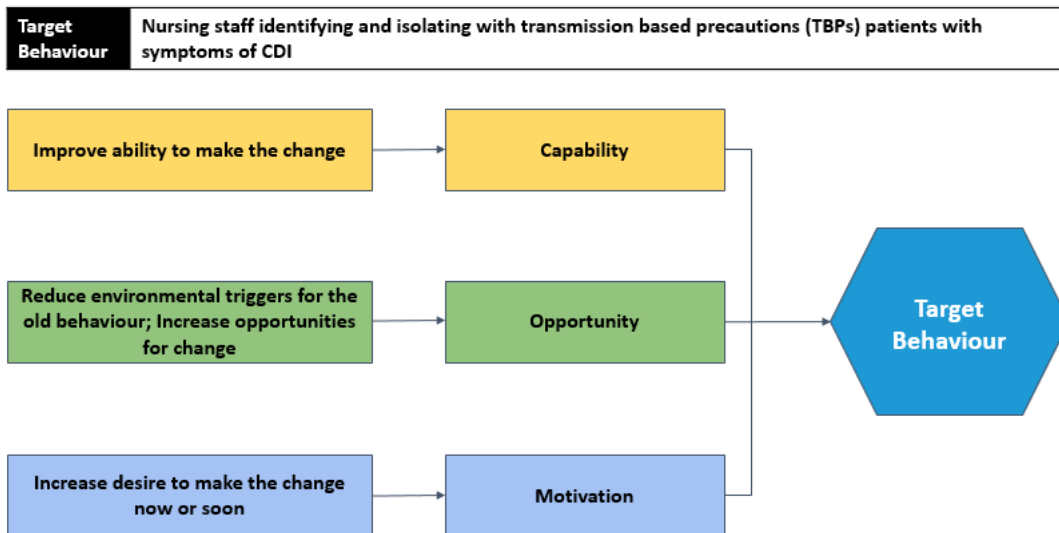 Target
Behaviour
Nursing staff identifying and isolating with transmission based precautions (TBPs) patients with
symptoms of CDI
Improve ability to make the change
Capability
Reduce environmental triggers for the
old behaviour; Increase opportunities
for change
Opportunity
Target
Behaviour
Increase desire to make the change
now or soon
Motivation